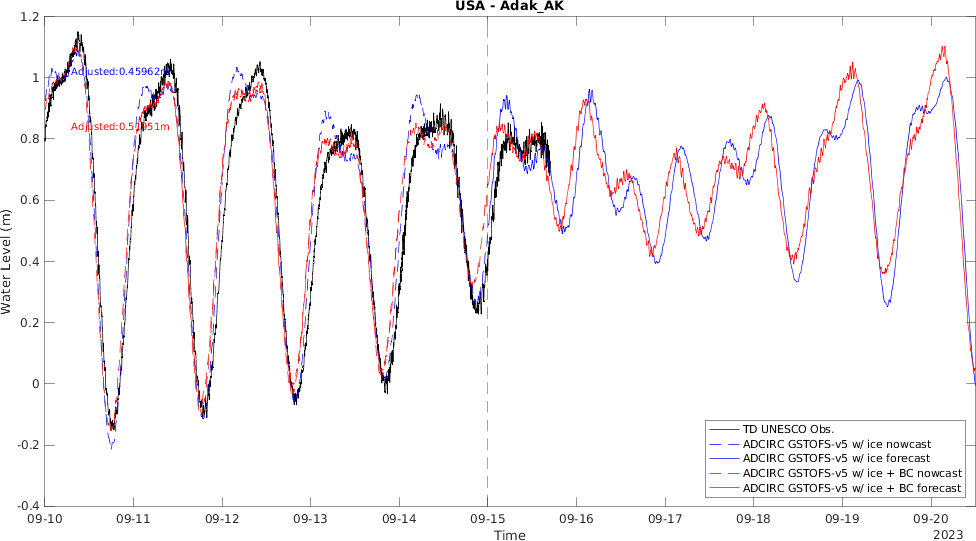 USA - Adak_AK
1.2
1
0.8
0.6
0.4
0.2
0
-0.2
-0.4
Water Level (m)
Adjusted:0.45962m
TD UNESCO Obs.
ADCIRC GSTOFS-v5 w/ ice nowcast
ADCIRC GSTOFS-v5 w/ ice forecast
ADCIRC GSTOFS-v5 w/ ice + BC nowcast
ADCIRC GSTOFS-v5 w/ ice + BC forecast
09-10 09-11 09-12 09-13 09-14 09-15 09-16 09-17 09-18 09-19 09-20
Time
2023